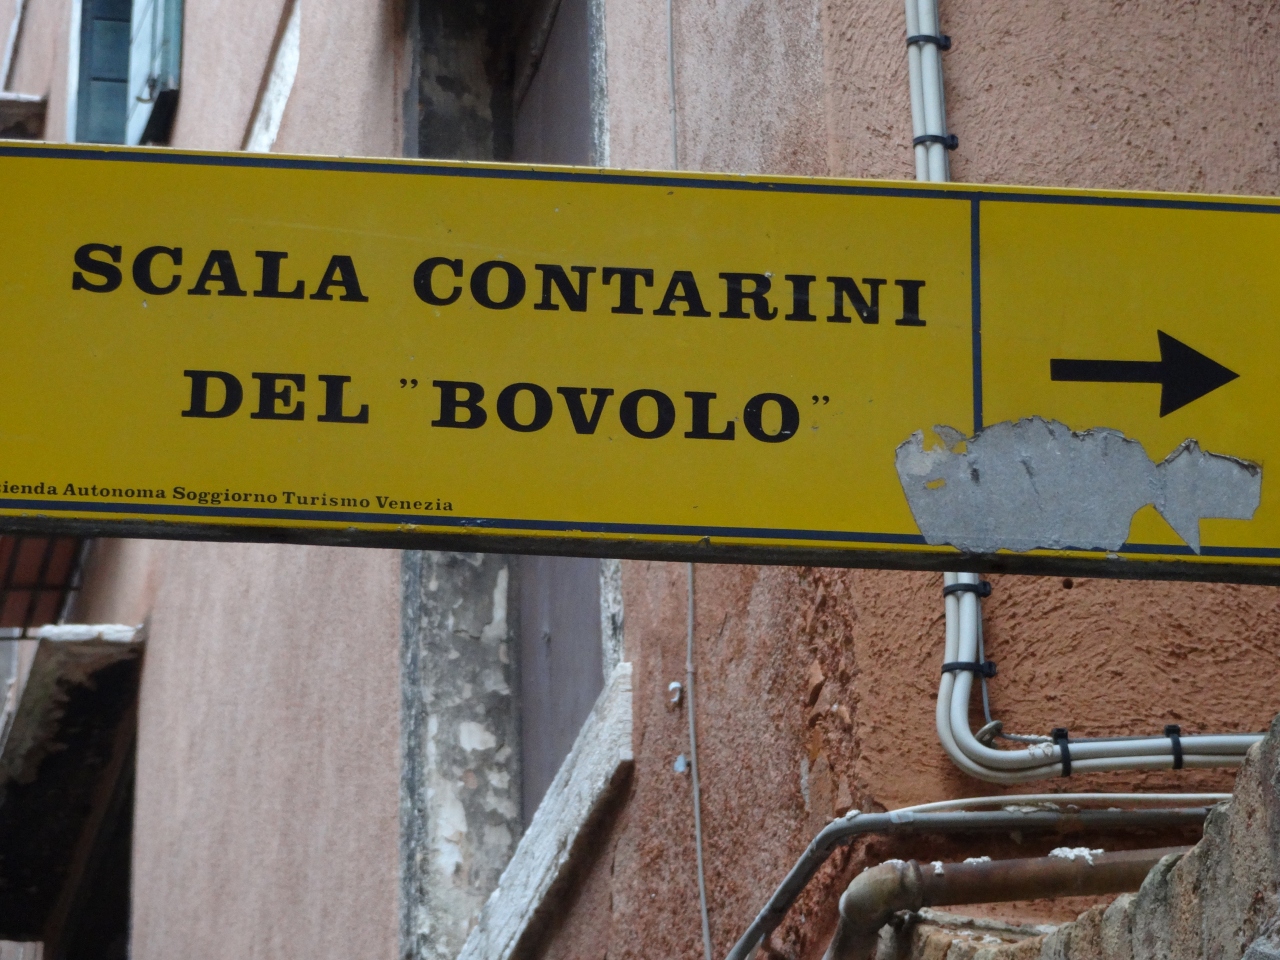 SCALA CONTARINI
DEL "BOVOLO"
Autonoma Soggiorno Turismo Venezia